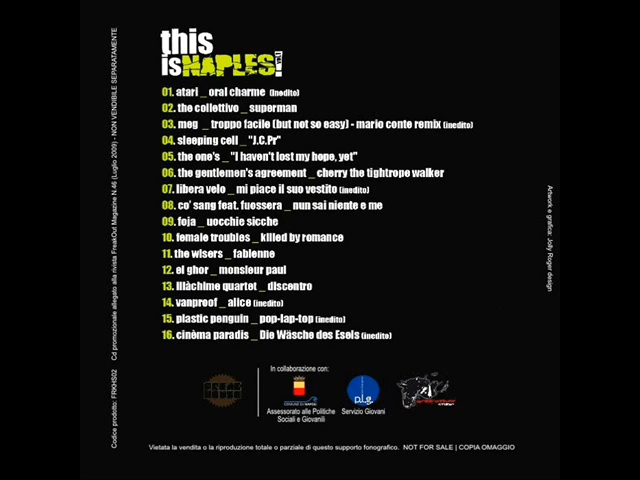 this
is NAPLES!
01. atari _ oral charme (inedito)
02. the collettivo _ superman
03. meg _ troppo facile (but not so easy) - mario conte remix (inedito)
04. sleeping cell _ "J.C.Pr"
05. the one's _ "I haven't lost my hope, yet"
06. the gentlemen's agreement _ cherry the tightrope walker
07. libera velo _ mi piace il suo vestito (inedito)
08. co' sang feat. fuossera _ nun sai niente e me
09. foja _ uocchie sicche
10. female troubles _ killed by romance
11. the wisers _ fabienne
12. el ghor _ monsieur paul
13. illàchime quartet _ discentro
14. vanproof _ alice (inedito)
15. plastic penguin _ pop-lap-top (inedito)
16. cinèma paradis _ Die Wäsche des Esels (inedito)
Codice prodotto: FRKHS02 Cd promozionale allegato alla rivista FreakOut Magazine N.46 (Luglio 2009) - NON VENDIBILE SEPARATAMENTE
Artwork e grafica: Jolly Roger design
In collaborazione con:
COMUNE DI NAPOLI
Assessorato alle Politiche
Sociali e Giovanili
p.l.g.
Servizio Giovani
Vietata la vendita o la riproduzione totale o parziale di questo supporto fonografico. NOT FOR SALE | COPIA OMAGGIO